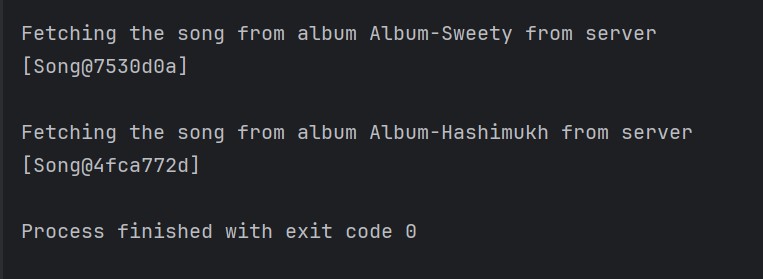 Fetching the song from album Album-Sweety from server
[Song@7530d0a]
Fetching the song from album Album-Hashimukh from server
[Song@4fca772d]
Process finished with exit code 0